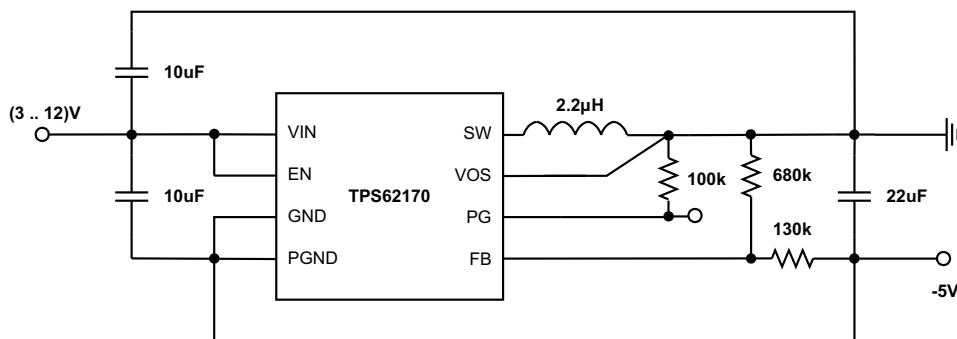 10uF
(3 .. 12)V
2.2µH
VIN
SW
EN
VOS
TPS62170
100k
680k
10uF
22uF
GND
PG
130k
PGND
FB
-5V